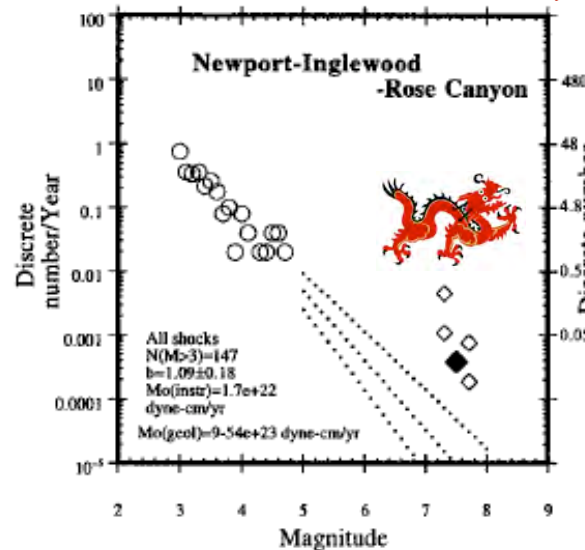 100
10
1
0.1
0.01
0.001
0.0001
10⁻⁵
Discrete
number/Year
Newport-Inglewood
-Rose Canyon
All shocks
N(M>3)=147
b=1.09±0.18
Mo(instr)=1.7e+22
dyne-cm/yr
Mo(geol)=9-54e+23 dyne-cm/yr
2 3 4 5 6 7 8 9
Magnitude
480
48
4.8
0.5
0.05